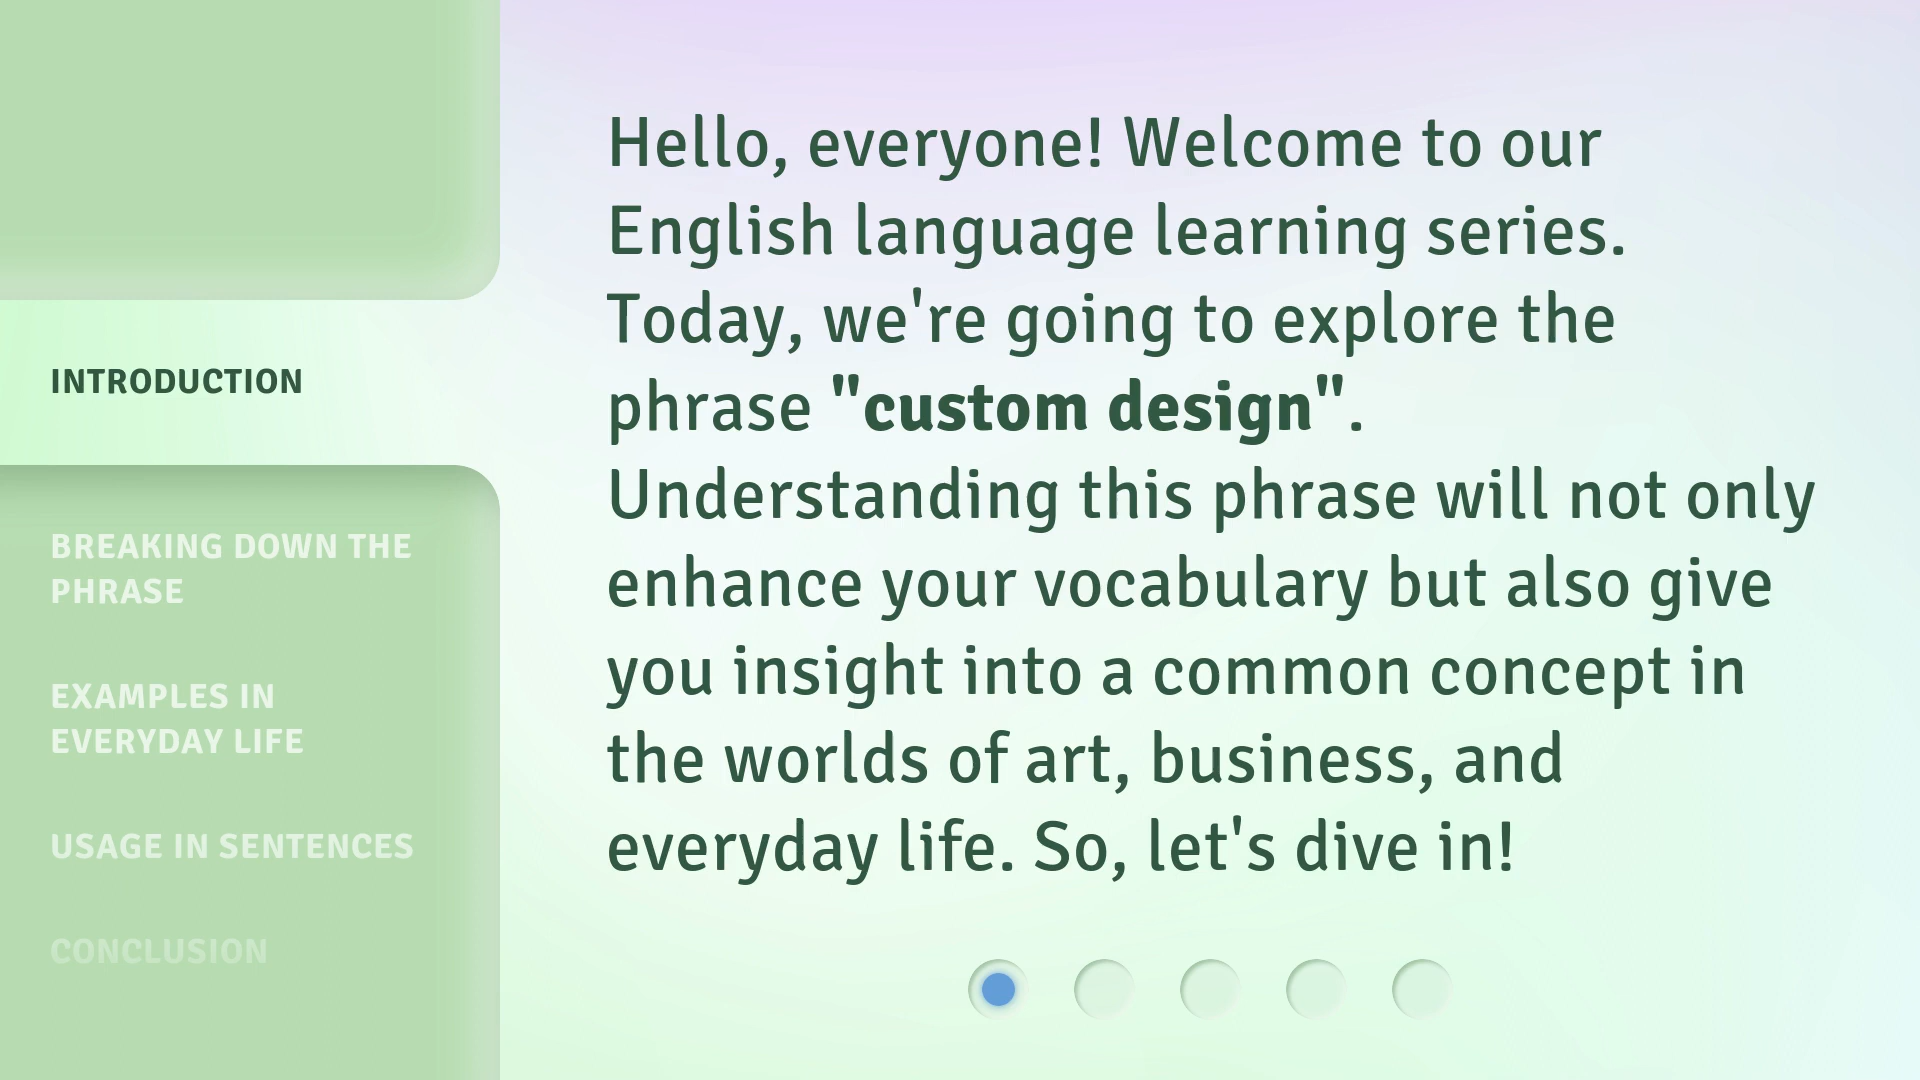 INTRODUCTION
BREAKING DOWN THE
PHRASE
EXAMPLES IN
EVERYDAY LIFE
USAGE IN SENTENCES
CONCLUSION
Hello, everyone! Welcome to our
English language learning series.
Today, we're going to explore the
phrase "custom design".
Understanding this phrase will not only
enhance your vocabulary but also give
you insight into a common concept in
the worlds of art, business, and
everyday life. So, let's dive in!